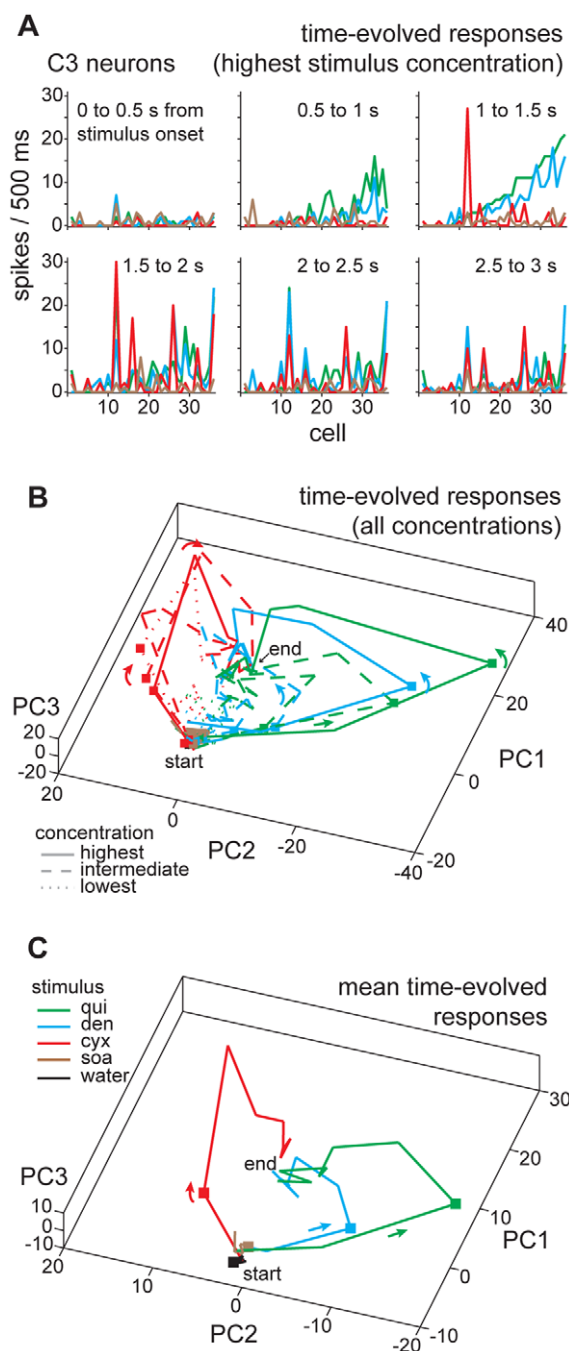 A
time-evolved responses
C3 neurons (highest stimulus concentration)
0 to 0.5 s from
stimulus onset
0.5 to 1 s
1 to 1.5 s
30
20
10
0
1.5 to 2 s
2 to 2.5 s
2.5 to 3 s
30
20
10
0
spikes / 500 ms
10 20 30
10 20 30
10 20 30
cell
B
time-evolved responses
(all concentrations)
40
end
20
PC3
20
0
-20
start
PC1
0
20
0
PC2
-20
-20
-40
concentration
highest
intermediate
lowest
C
stimulus
qui
den
cyx
soa
water
mean time-evolved
responses
30
end
PC3
10
0
-10
10
PC1
start
0
20
10
0
PC2
-10
-10
-20